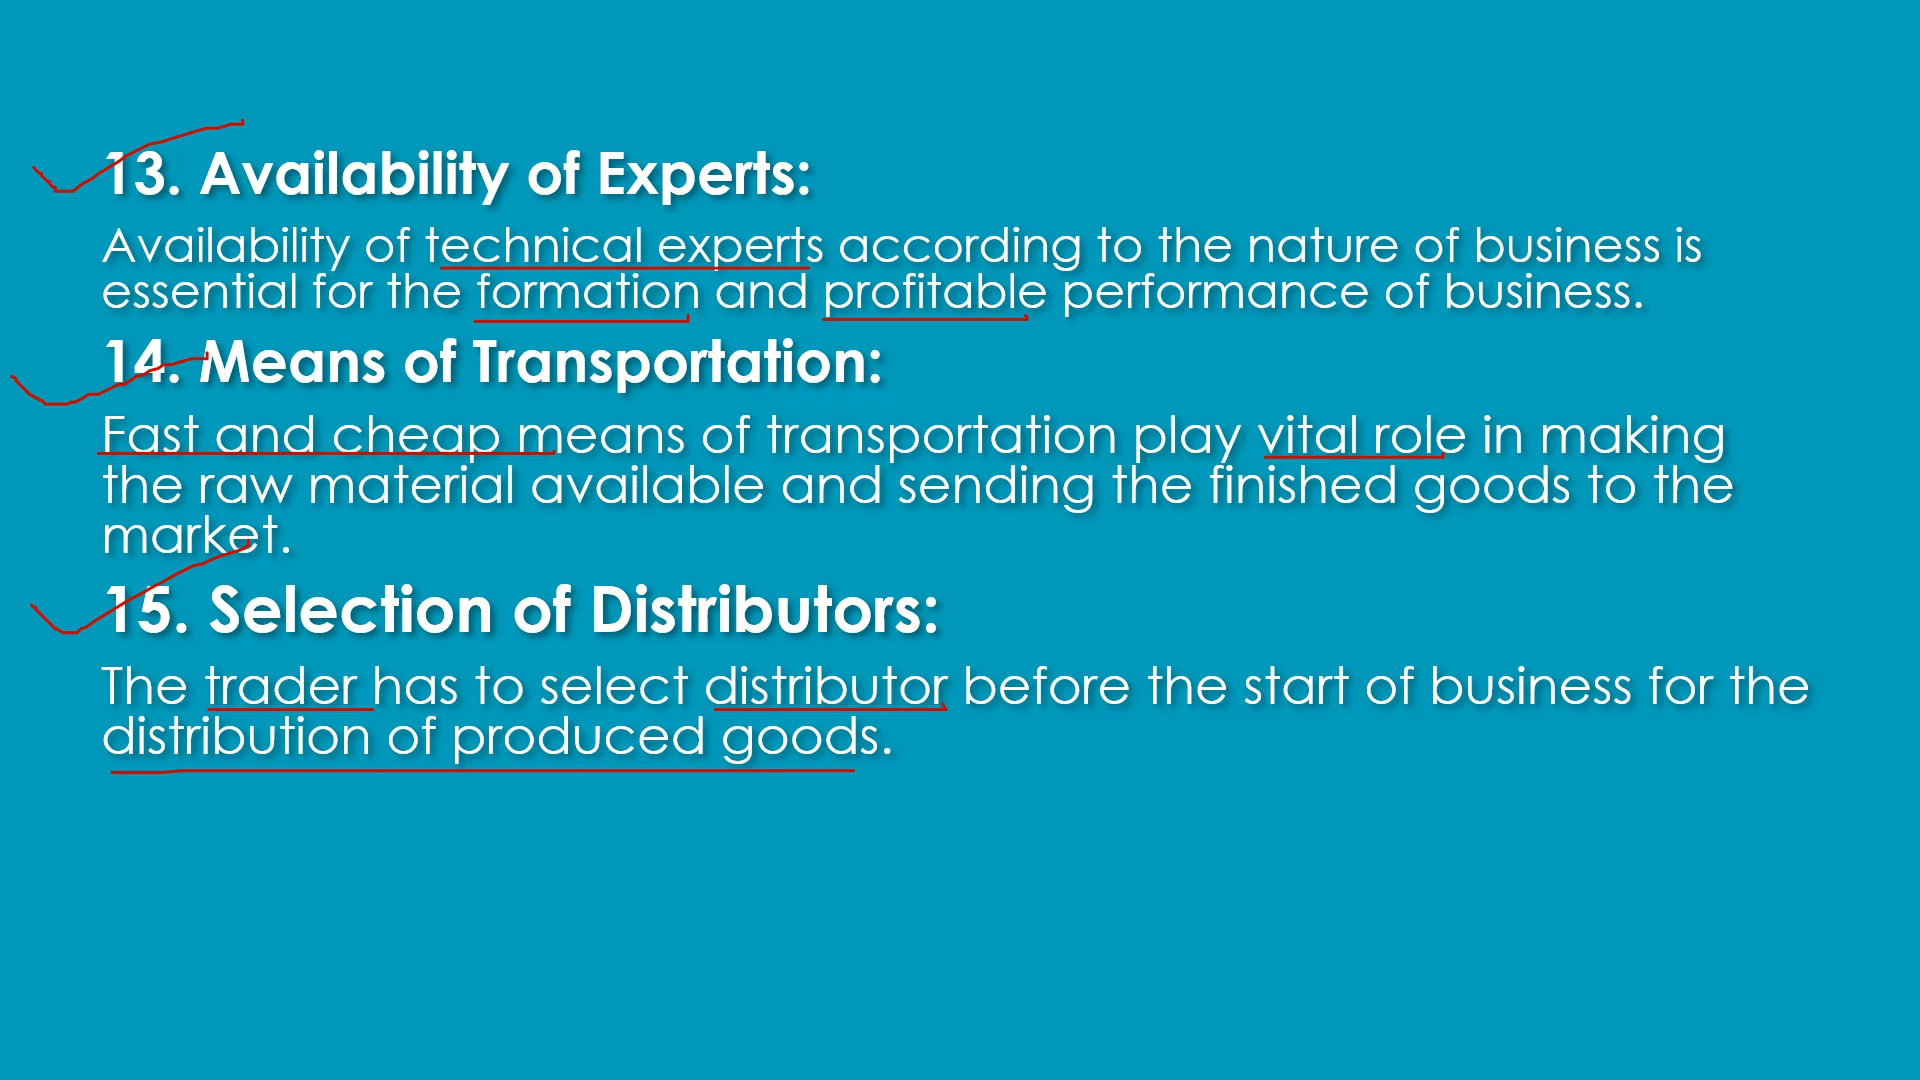 13. Availability of Experts:
Availability of technical experts according to the nature of business is
essential for the formation and profitable performance of business.
14. Means of Transportation:
Fast and cheap means of transportation play vital role in making
the raw material available and sending the finished goods to the
market.
15. Selection of Distributors:
The trader has to select distributor before the start of business for the
distribution of produced goods.